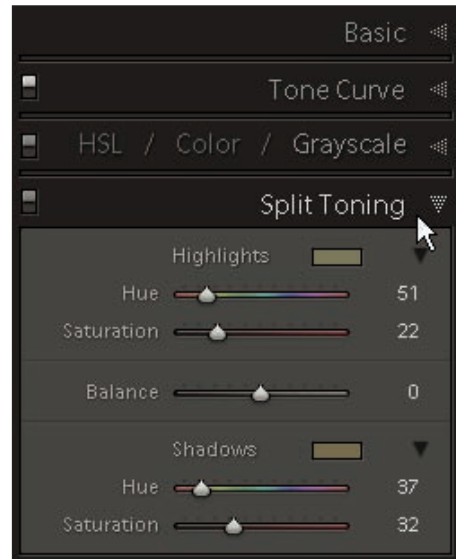 Basic
Tone Curve
HSL / Color / Grayscale
Split Toning
Highlights
Hue 51
Saturation 22
Balance 0
Shadows
Hue 37
Saturation 32